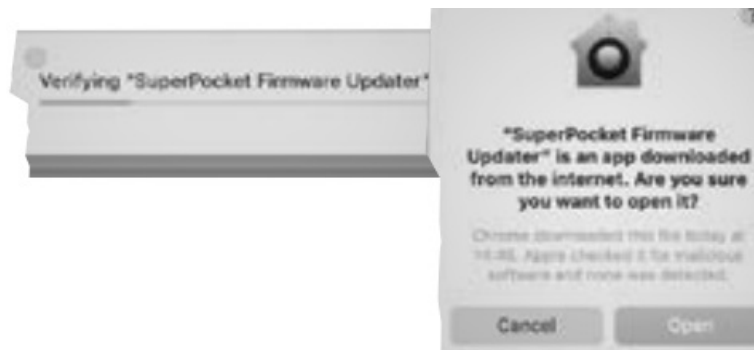 Verifying "SuperPocket Firmware Updater"
"SuperPocket Firmware
Updater" is an app downloaded
from the internet. Are you sure
you want to open it?
Chrome downloaded this file today at
Apple checked it for malicious
software and none was detected.
Cancel
Open